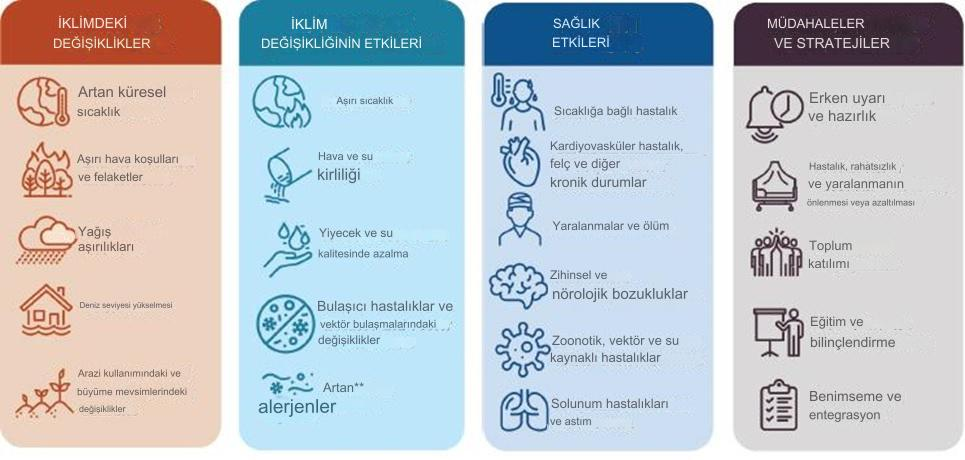 İKLİMDEKİ
DEĞİŞİKLİKLER
Artan küresel
sıcaklık
Aşırı hava koşulları
ve felaketler
Yağış
aşırılıkları
Deniz seviyesi yükselmesi
Arazi kullanımındaki ve
büyüme mevsimlerindeki
değişiklikler
İKLİM
DEĞİŞİKLİĞİNİN ETKİLERİ
Aşırı sıcaklık
Hava ve su
kirliliği
Yiyecek ve su
kalitesinde azalma
Bulaşıcı hastalıklar ve
vektör bulaşmalarındaki
değişiklikler
Artan**
alerjenler
SAĞLIK
ETKİLERİ
Sıcaklığa bağlı hastalık
Kardiyovasküler hastalık,
felç ve diğer
kronik durumlar
Yaralanmalar ve ölüm
Zihinsel ve
nörolojik bozukluklar
Zoonotik, vektör ve su
kaynaklı hastalıklar
Solunum hastalıkları
ve astım
MÜDAHALELER
VE STRATEJİLER
Erken uyarı
ve hazırlık
Hastalık, rahatsızlık
ve yaralanmanın
önlenmesi veya azaltılması
Toplum
katılımı
Eğitim ve
bilinçlendirme
Benimseme ve
entegrasyon